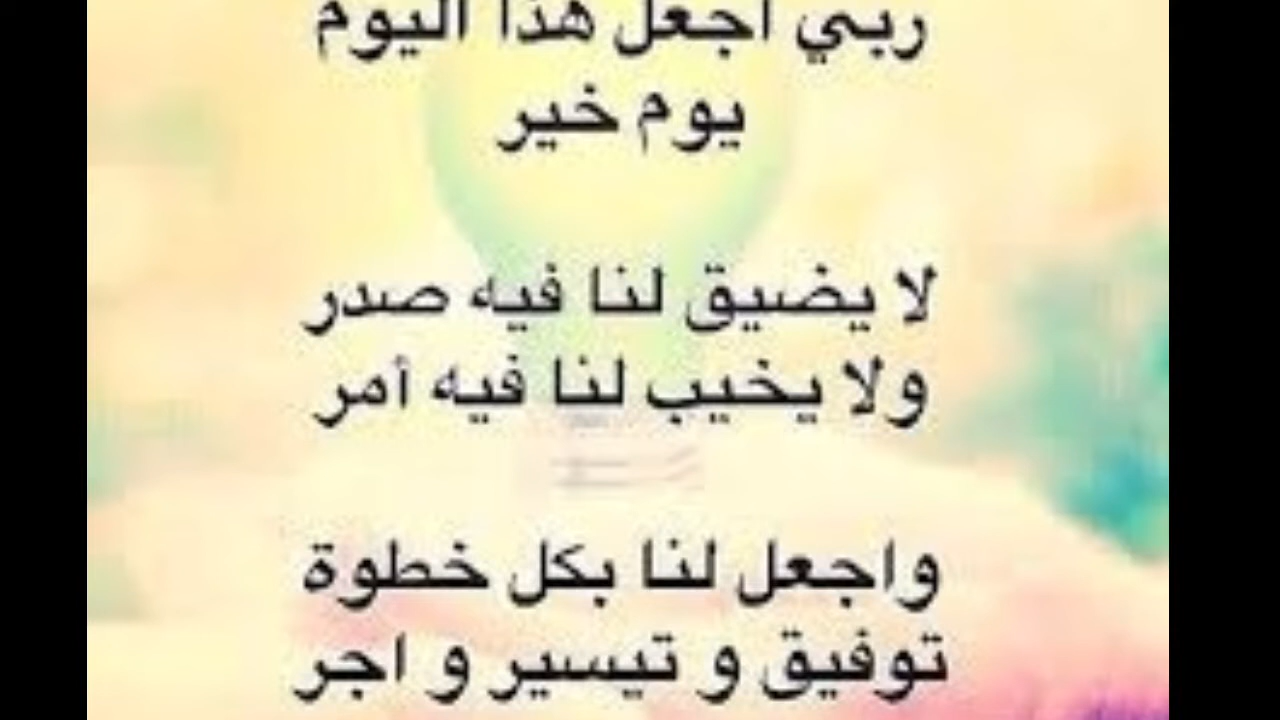 ربي اجعل هذا اليوم
يوم خير
لا يضيق لنا فيه صدر
ولا يخيب لنا فيه أمر
واجعل لنا بكل خطوة
توفيق و تيسير و اجر